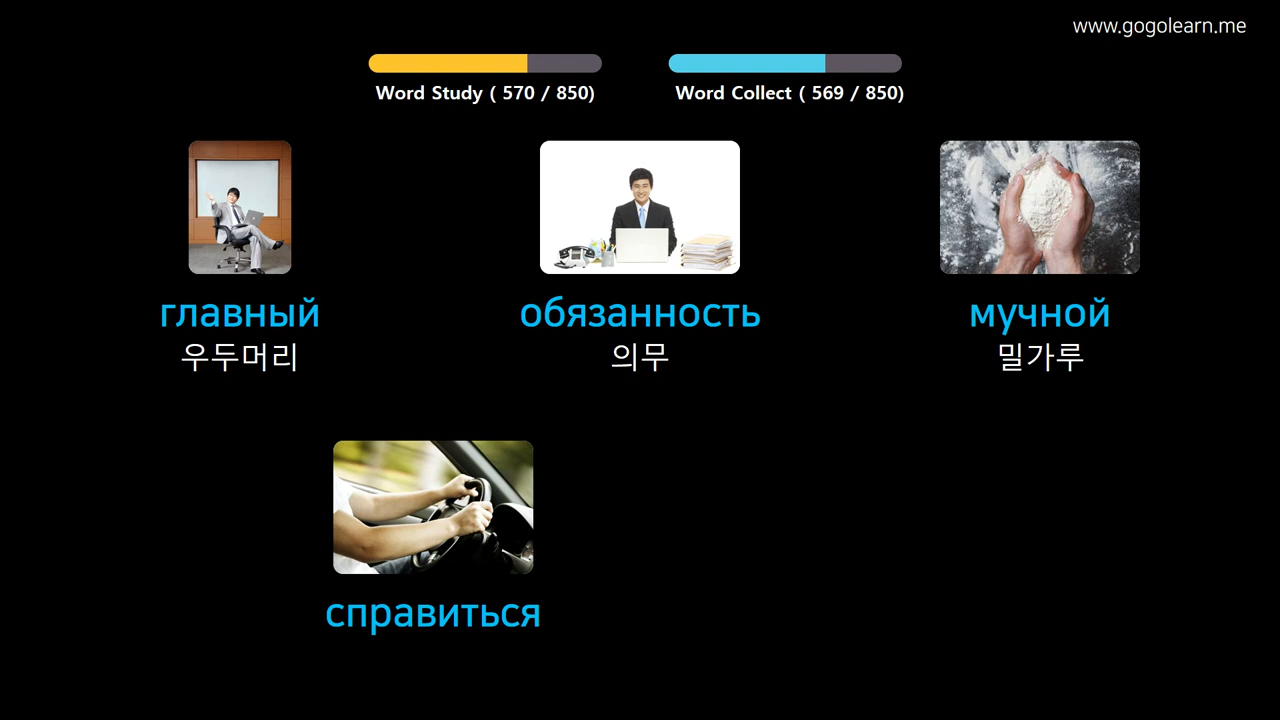 www.gogolearn.me
Word Study ( 570 / 850)
Word Collect ( 569 / 850)
главный
우두머리
обязанность
의무
мучной
밀가루
справиться